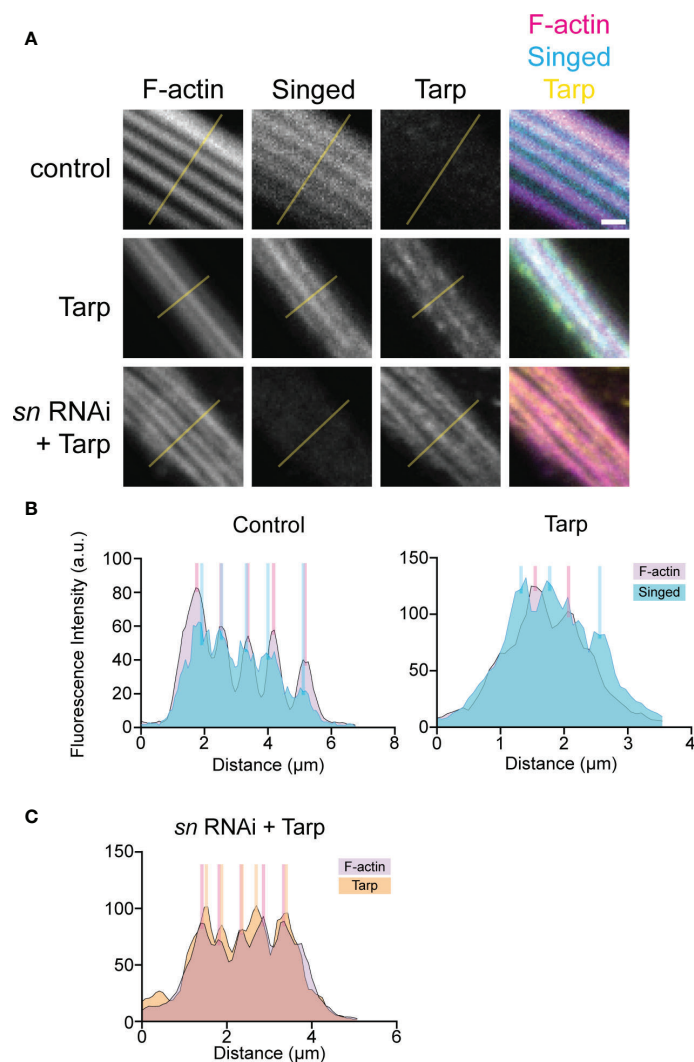 A
F-actin
Singed
Tarp
F-actin Singed Tarp
control
Tarp
sn RNAi
+ Tarp
B
Control
Fluorescence Intensity (a.u.)
100
80
60
40
20
0
0 2 4 6 8
Distance (µm)
Tarp
150
100
50
0
0 1 2 3 4
Distance (µm)
F-actin
Singed
C
sn RNAi + Tarp
150
100
50
0
0 2 4 6
Distance (µm)
F-actin
Tarp